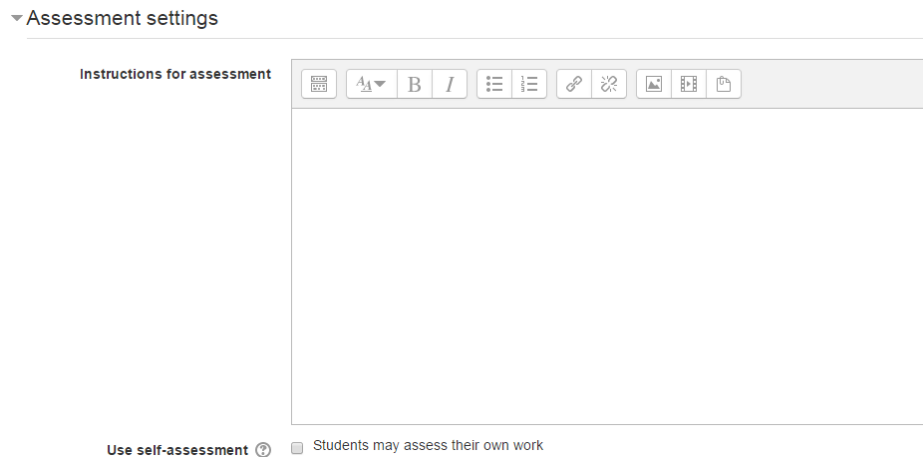 Assessment settings
Instructions for assessment
Use self-assessment Students may assess their own work